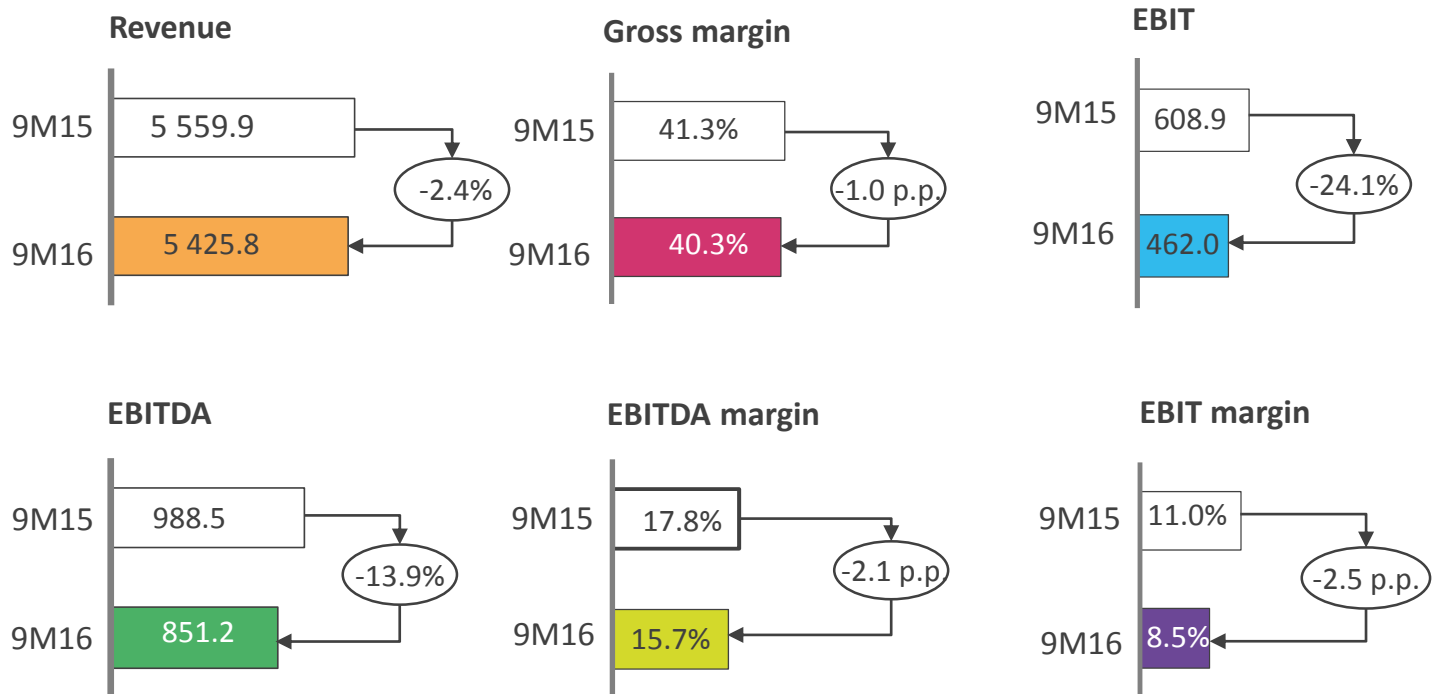 Revenue
9M15
5 559.9
-2.4%
9M16
5 425.8
Gross margin
9M15
41.3%
-1.0 p.p.
9M16
40.3%
EBIT
9M15
608.9
-24.1%
9M16
462.0
EBITDA
9M15
988.5
-13.9%
9M16
851.2
EBITDA margin
9M15
17.8%
-2.1 p.p.
9M16
15.7%
EBIT margin
9M15
11.0%
-2.5 p.p.
9M16
8.5%